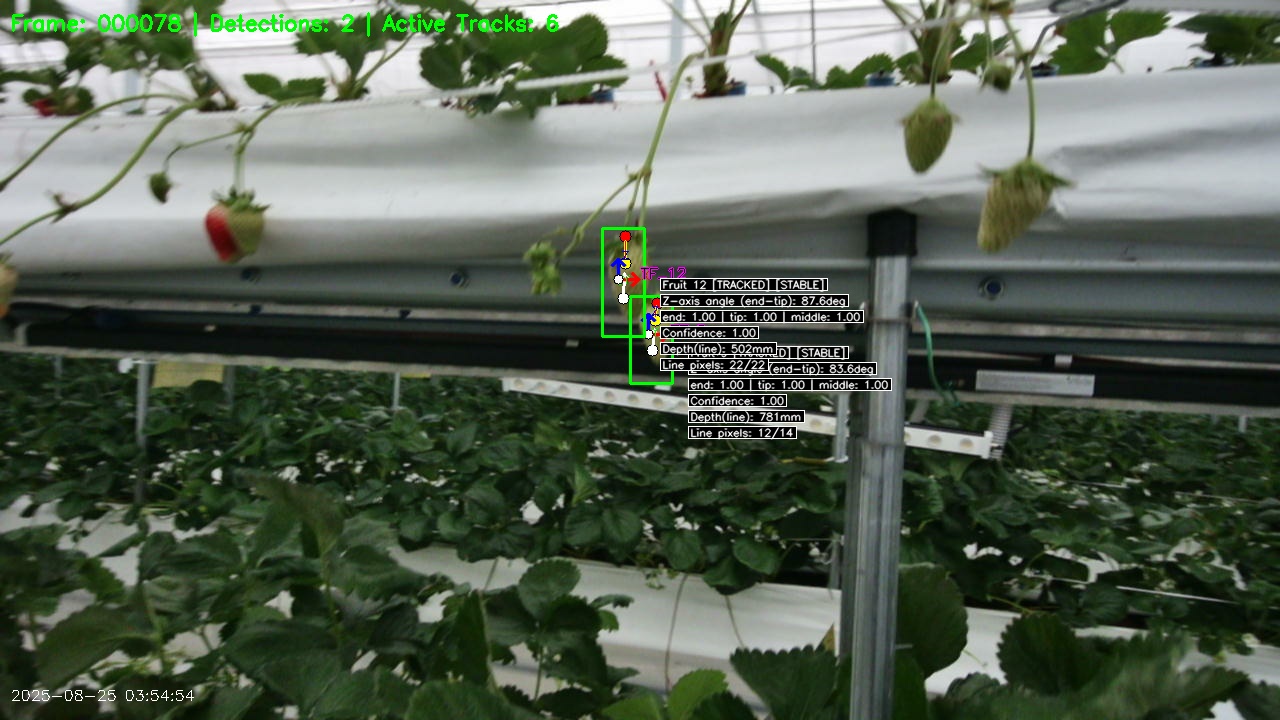 Frame: 000078 | Detections: 2 | Active Tracks: 6
TF_12
Fruit 12 [TRACKED] [STABLE]
Z-axis angle (end-tip): 87.6deg
end: 1.00 | tip: 1.00 | middle: 1.00
Confidence: 1.00
Depth(line): 502mm
[STABLE]
Line pixels: 22/22
(end-tip): 83.6deg
end: 1.00 | tip: 1.00 | middle: 1.00
Confidence: 1.00
Depth(line): 781mm
Line pixels: 12/14
2025-08-25 03:54:54